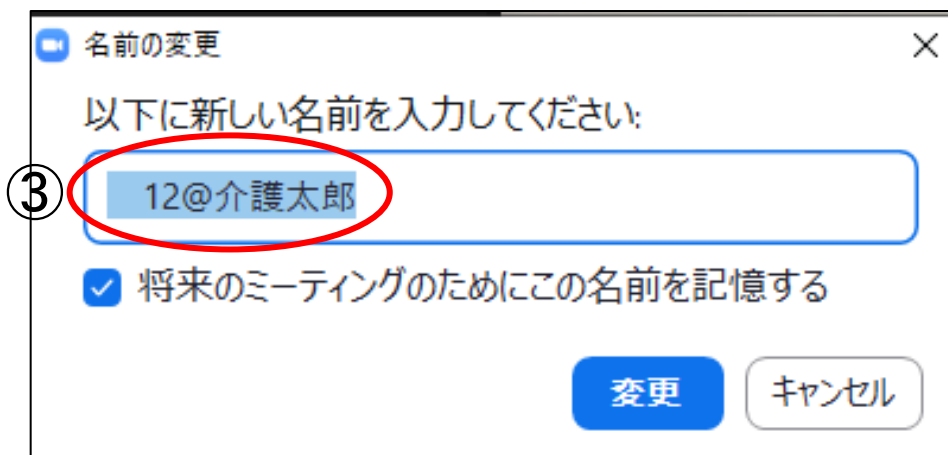 名前の変更
以下に新しい名前を入力してください:
③ 12@介護太郎
将来のミーティングのためにこの名前を記憶する
変更 キャンセル